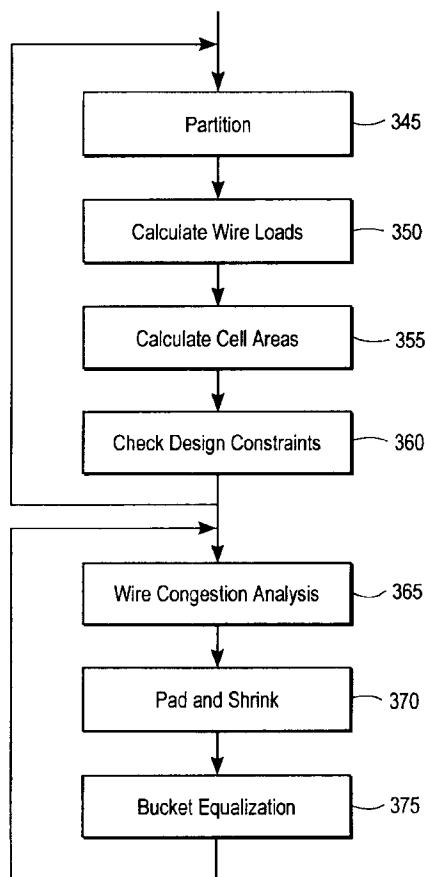 Partition 345
Calculate Wire Loads 350
Calculate Cell Areas 355
Check Design Constraints 360
Wire Congestion Analysis 365
Pad and Shrink 370
Bucket Equalization 375